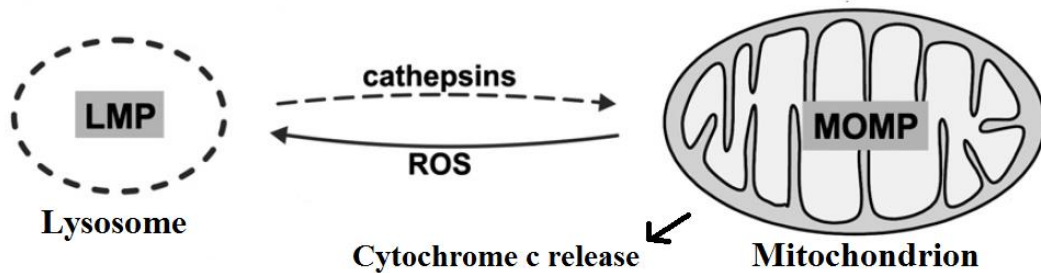 cathepsins
LMP
MOMP
ROS
Lysosome
Cytochrome c release
Mitochondrion